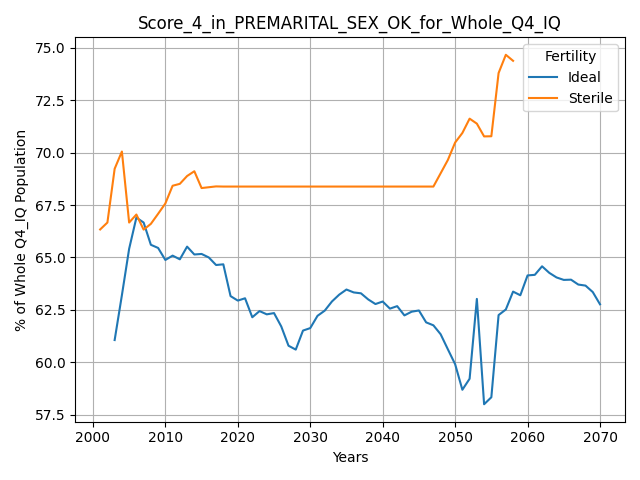 Score_4_in_PREMARITAL_SEX_OK_for_Whole_Q4_IQ
% of Whole Q4_IQ Population
75.0
72.5
70.0
67.5
65.0
62.5
60.0
57.5
Fertility
Ideal
Sterile
2000 2010 2020 2030 2040 2050 2060 2070
Years